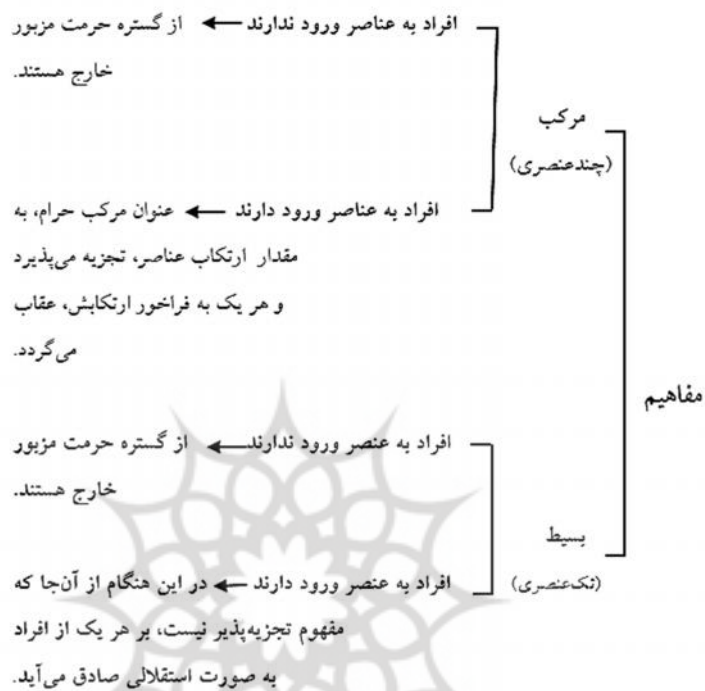 افراد به عناصر ورود ندارند ← از گستره حرمت مزبور
خارج هستند.
مرکب
(چندعنصری)
افراد به عناصر ورود دارند ← عنوان مرکب حرام، به
مقدار ارتکاب عناصر، تجزیه می‌پذیرد
و هر یک به فراخور ارتکابش، عقاب
می‌گردد.
مفاهیم
افراد به عنصر ورود ندارند ← از گستره حرمت مزبور
خارج هستند.
بسیط
(تک‌عنصری)
افراد به عنصر ورود دارند ← در این هنگام از آن‌جا که
مفهوم تجزیه‌پذیر نیست، بر هر یک از افراد
به صورت استقلالی صادق می‌آید.